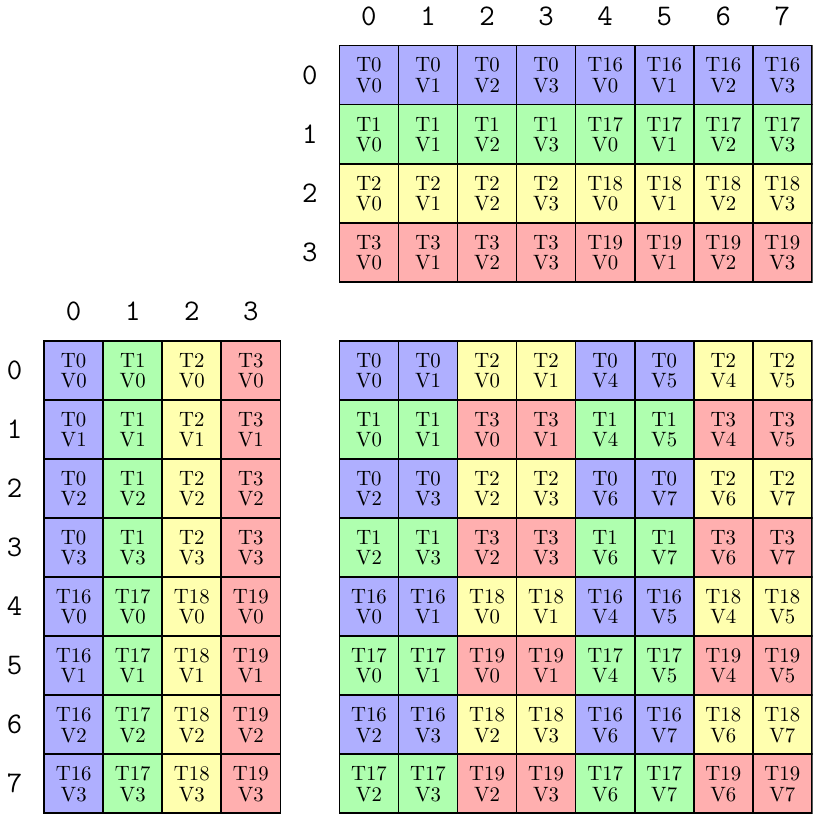 0 1 2 3 4 5 6 7
0 T0 T0 T0 T0 T16 T16 T16 T16
V0 V1 V2 V3 V0 V1 V2 V3
1 T1 T1 T1 T1 T17 T17 T17 T17
V0 V1 V2 V3 V0 V1 V2 V3
2 T2 T2 T2 T2 T18 T18 T18 T18
V0 V1 V2 V3 V0 V1 V2 V3
3 T3 T3 T3 T3 T19 T19 T19 T19
V0 V1 V2 V3 V0 V1 V2 V3
0 1 2 3
0 T0 T1 T2 T3 T0 T0 T2 T2 T0 T0 T2 T2
V0 V0 V0 V0 V0 V1 V0 V1 V4 V5 V4 V5
1 T0 T1 T2 T3 T1 T1 T3 T3 T1 T1 T3 T3
V1 V1 V1 V1 V0 V1 V0 V1 V4 V5 V4 V5
2 T0 T1 T2 T3 T0 T0 T2 T2 T0 T0 T2 T2
V2 V2 V2 V2 V2 V3 V2 V3 V6 V7 V6 V7
3 T0 T1 T2 T3 T1 T1 T3 T3 T1 T1 T3 T3
V3 V3 V3 V3 V2 V3 V2 V3 V6 V7 V6 V7
4 T16 T17 T18 T19 T16 T16 T18 T18 T16 T16 T18 T18
V0 V0 V0 V0 V0 V1 V0 V1 V4 V5 V4 V5
5 T16 T17 T18 T19 T17 T17 T19 T19 T17 T17 T19 T19
V1 V1 V1 V1 V0 V1 V0 V1 V4 V5 V4 V5
6 T16 T17 T18 T19 T16 T16 T18 T18 T16 T16 T18 T18
V2 V2 V2 V2 V2 V3 V2 V3 V6 V7 V6 V7
7 T16 T17 T18 T19 T17 T17 T19 T19 T17 T17 T19 T19
V3 V3 V3 V3 V2 V3 V2 V3 V6 V7 V6 V7